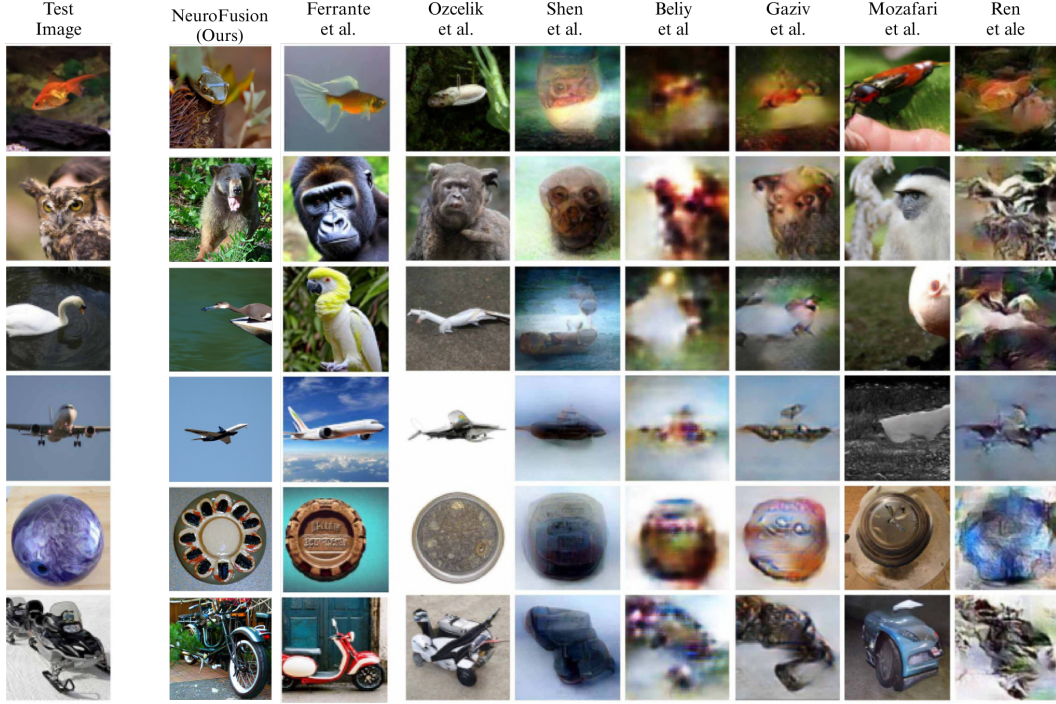 Test
Image
NeuroFusion
(Ours)
Ferrante
et al.
Ozcelik
et al.
Shen
et al.
Beliy
et al
Gaziv
et al.
Mozafari
et al.
Ren
et ale